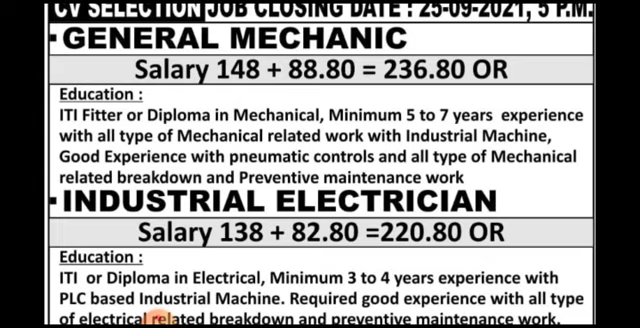 CV SELECTION JOB CLOSING DATE : 25-09-2021, 5 P.M.
▪ GENERAL MECHANIC
Salary 148 + 88.80 = 236.80 OR
Education :
ITI Fitter or Diploma in Mechanical, Minimum 5 to 7 years experience
with all type of Mechanical related work with Industrial Machine,
Good Experience with pneumatic controls and all type of Mechanical
related breakdown and Preventive maintenance work
▪ INDUSTRIAL ELECTRICIAN
Salary 138 + 82.80 =220.80 OR
Education :
ITI or Diploma in Electrical, Minimum 3 to 4 years experience with
PLC based Industrial Machine. Required good experience with all type
of electrical related breakdown and preventive maintenance work.